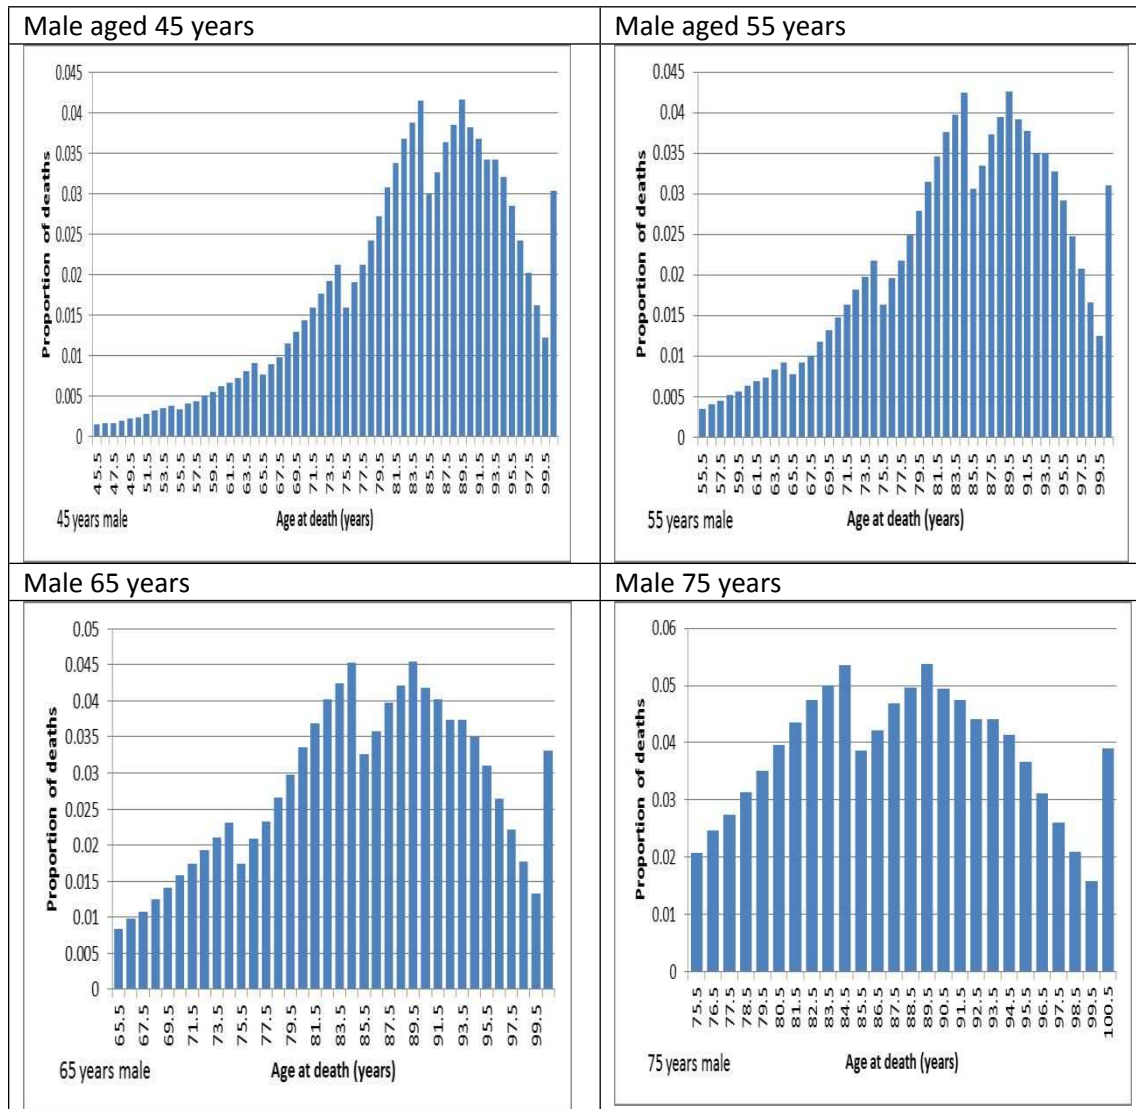 Male aged 45 years
Proportion of deaths
0.045
0.04
0.035
0.03
0.025
0.02
0.015
0.01
0.005
0
45.5 47.5 49.5 51.5 53.5 55.5 57.5 59.5 61.5 63.5 65.5 67.5 69.5 71.5 73.5 75.5 77.5 79.5 81.5 83.5 85.5 87.5 89.5 91.5 93.5 95.5 97.5 99.5
45 years male
Age at death (years)
Male aged 55 years
Proportion of deaths
0.045
0.04
0.035
0.03
0.025
0.02
0.015
0.01
0.005
0
55.5 57.5 59.5 61.5 63.5 65.5 67.5 69.5 71.5 73.5 75.5 77.5 79.5 81.5 83.5 85.5 87.5 89.5 91.5 93.5 95.5 97.5 99.5
55 years male
Age at death (years)
Male 65 years
Proportion of deaths
0.05
0.045
0.04
0.035
0.03
0.025
0.02
0.015
0.01
0.005
0
65.5 67.5 69.5 71.5 73.5 75.5 77.5 79.5 81.5 83.5 85.5 87.5 89.5 91.5 93.5 95.5 97.5 99.5
65 years male
Age at death (years)
Male 75 years
Proportion of deaths
0.06
0.05
0.04
0.03
0.02
0.01
0
75.5 76.5 77.5 78.5 79.5 80.5 81.5 82.5 83.5 84.5 85.5 86.5 87.5 88.5 89.5 90.5 91.5 92.5 93.5 94.5 95.5 96.5 97.5 98.5 99.5 100.5
75 years male
Age at death (years)